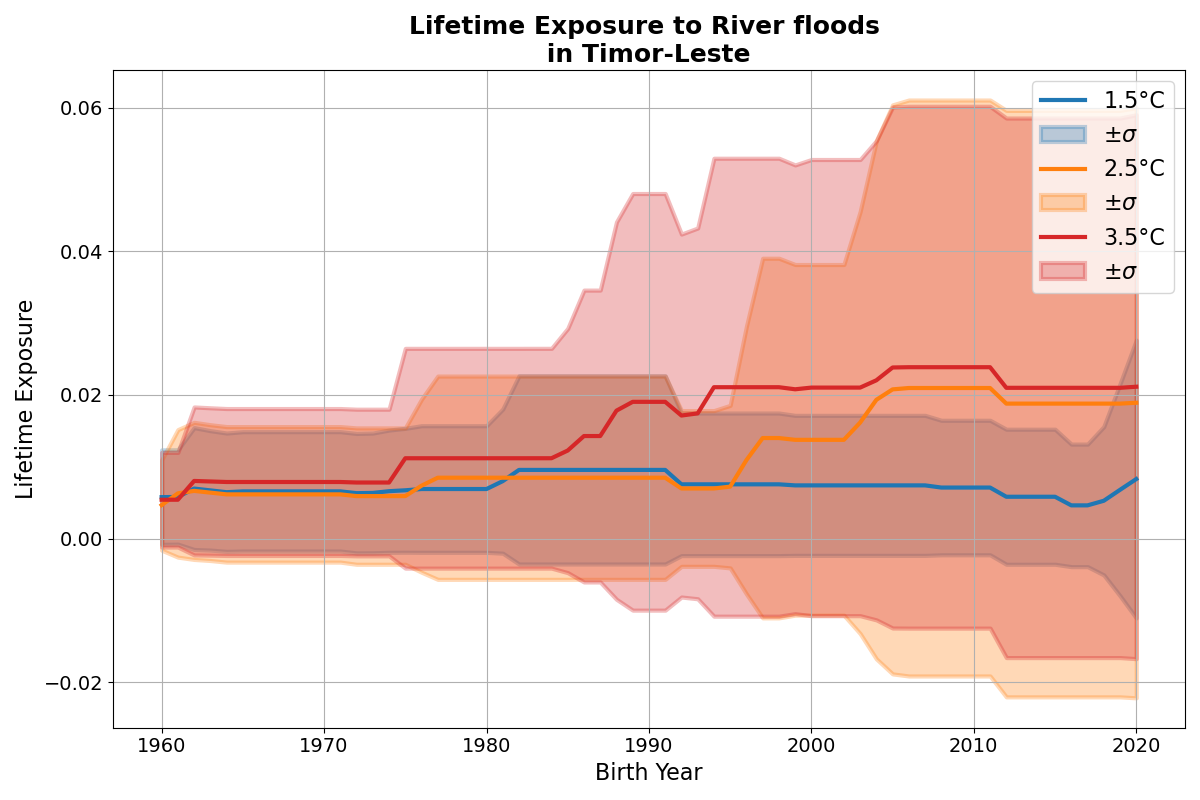 Lifetime Exposure to River floods
in Timor-Leste
Lifetime Exposure
0.06
0.04
0.02
0.00
−0.02
1960
1970
1980
1990
2000
2010
2020
Birth Year
1.5°C
±σ
2.5°C
±σ
3.5°C
±σ